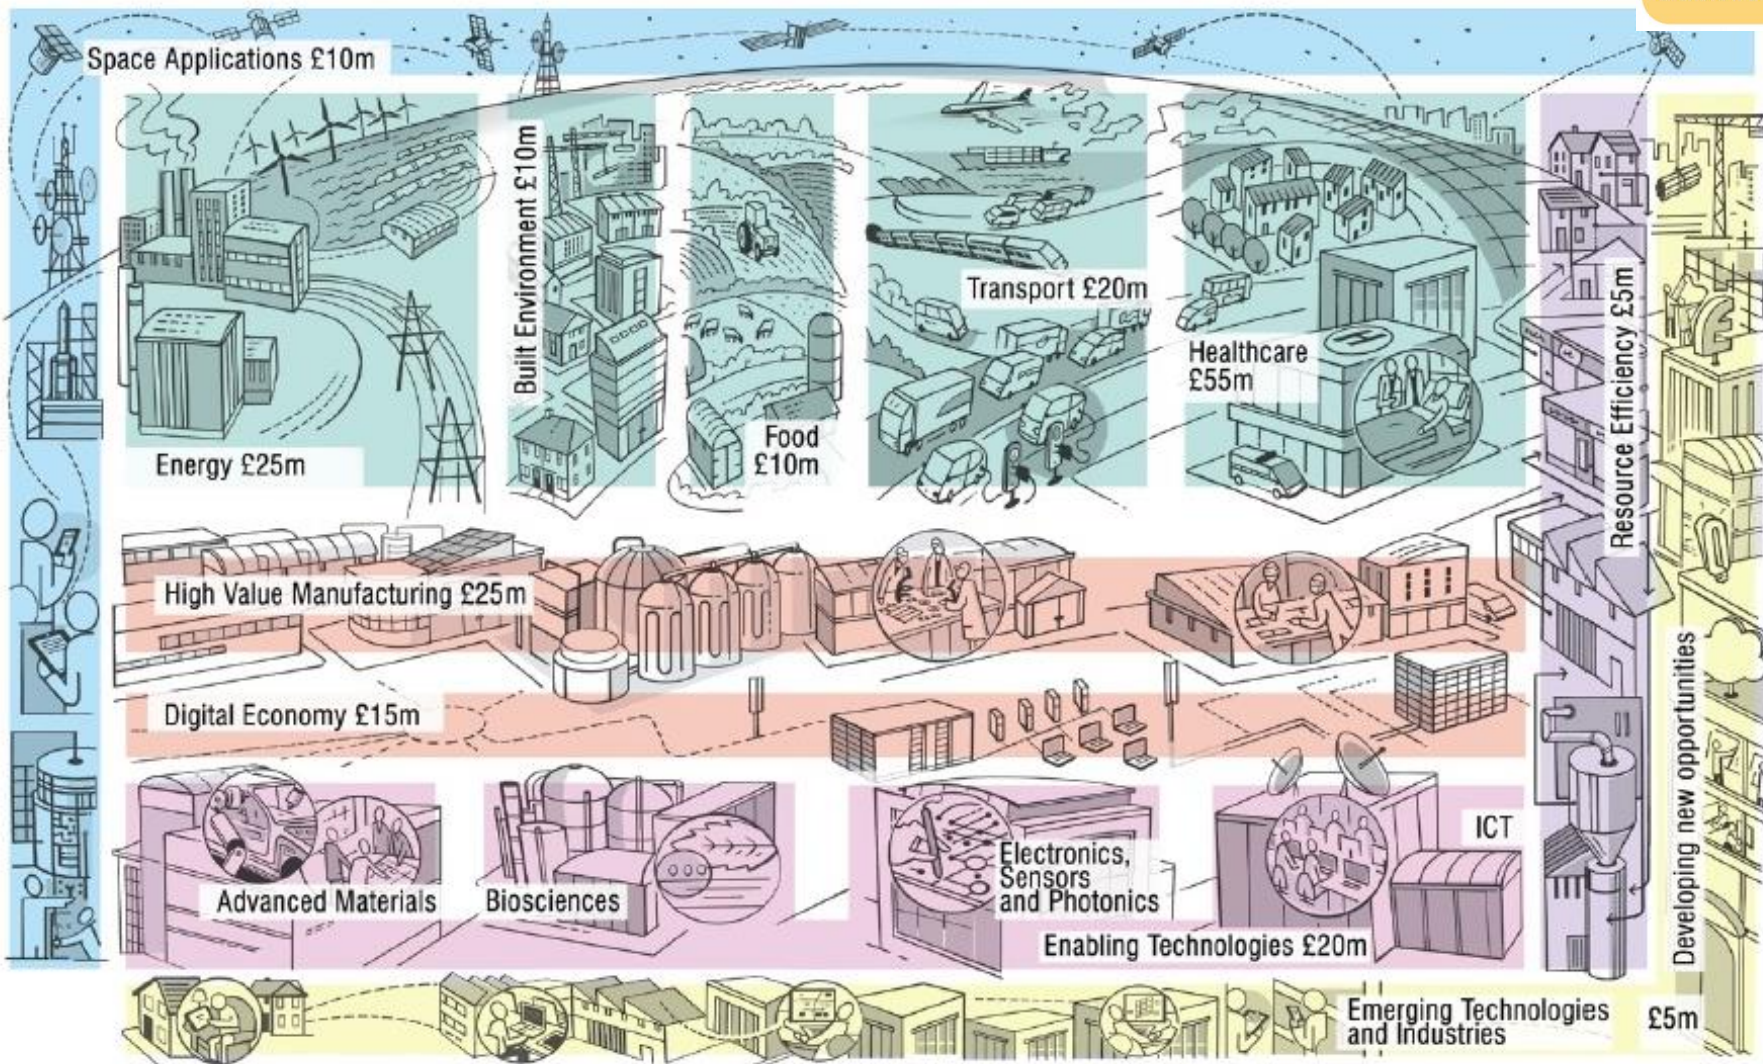 Space Applications £10m
Built Environment £10m
Transport £20m
Healthcare
£55m
Resource Efficiency £5m
Food
£10m
Energy £25m
High Value Manufacturing £25m
Digital Economy £15m
Developing new opportunities
ICT
Electronics,
Sensors
and Photonics
Advanced Materials
Biosciences
Enabling Technologies £20m
Emerging Technologies
and Industries
£5m
H